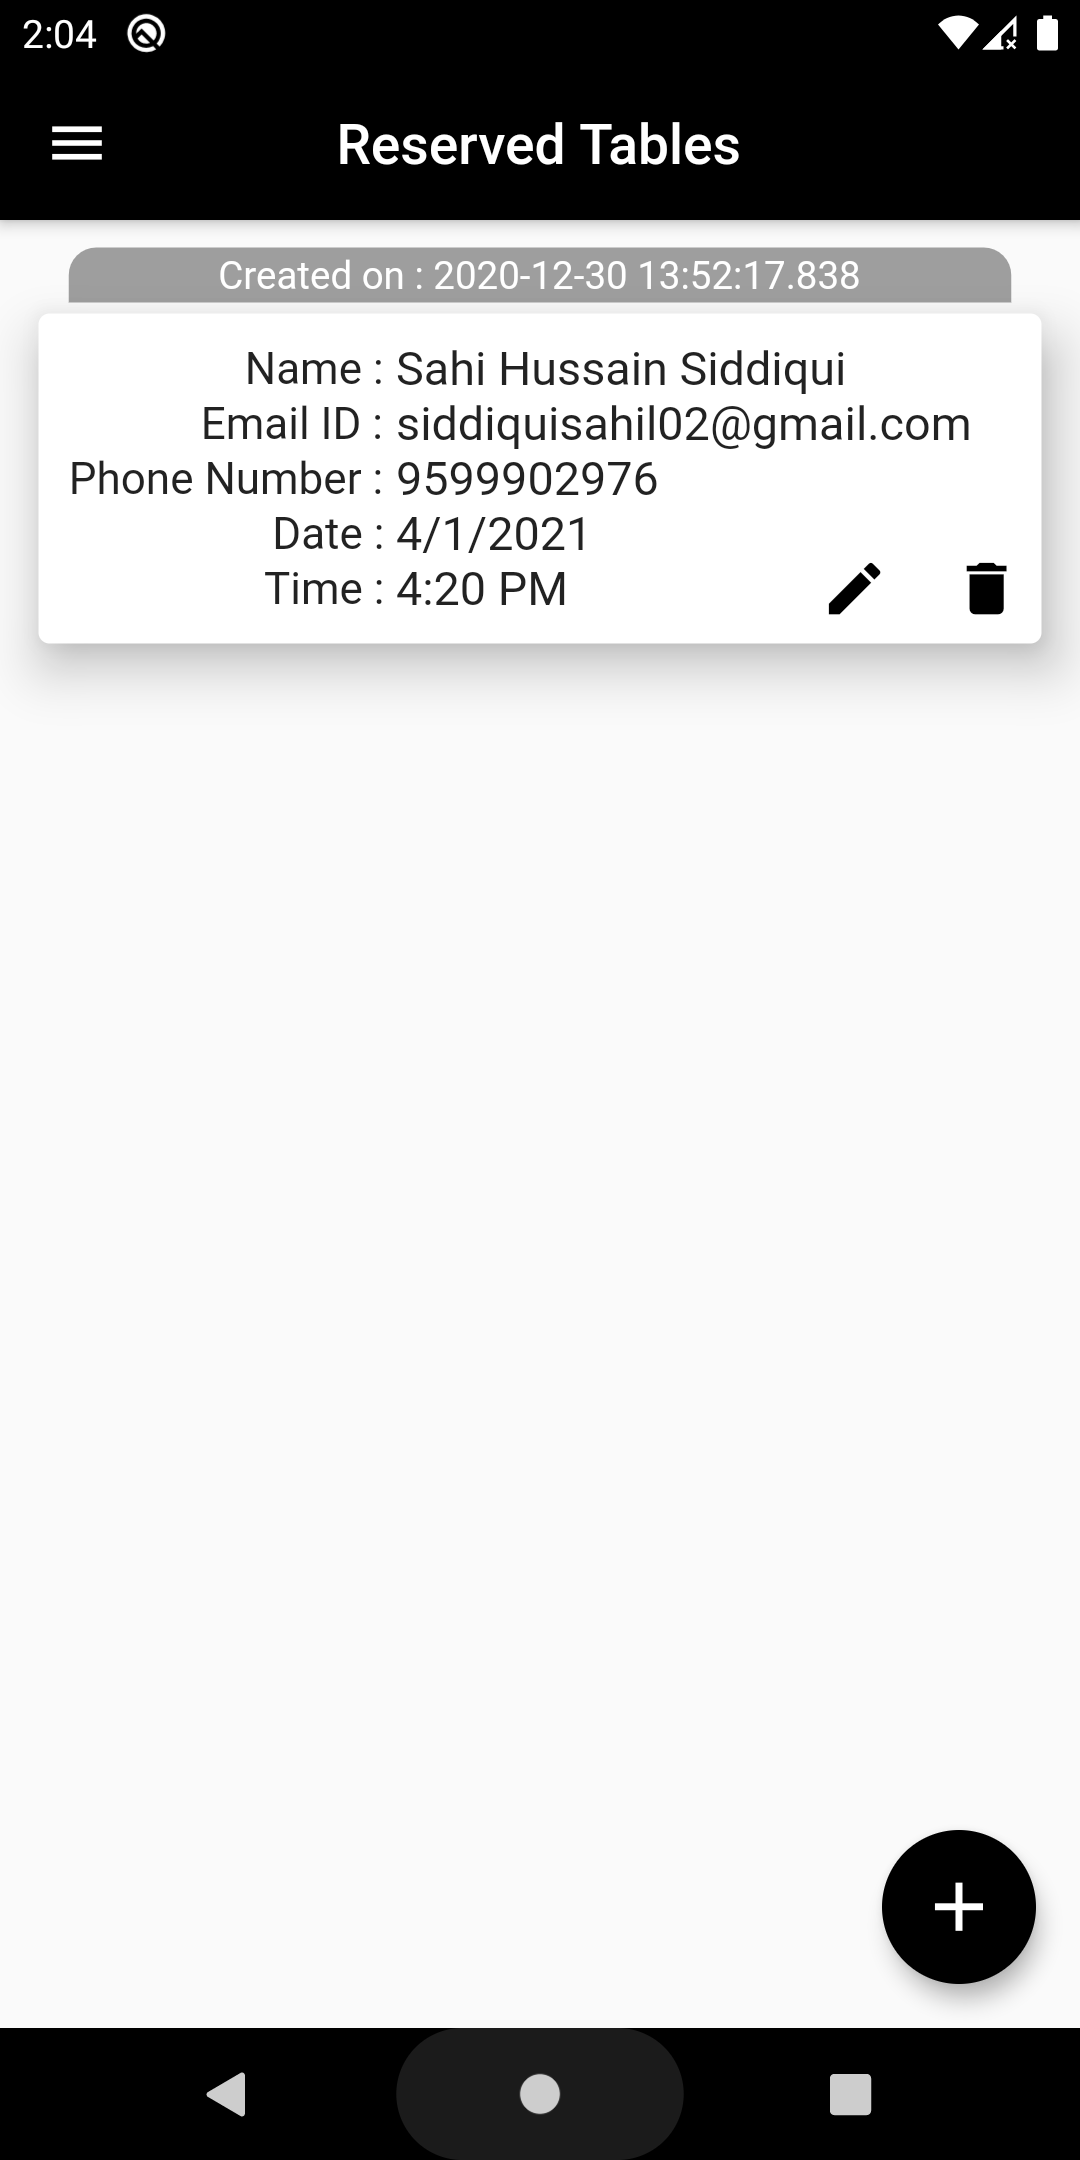 2:04
Reserved Tables
Created on : 2020-12-30 13:52:17.838
Name : Sahi Hussain Siddiqui
Email ID : siddiquisahil02@gmail.com
Phone Number : 9599902976
Date : 4/1/2021
Time : 4:20 PM